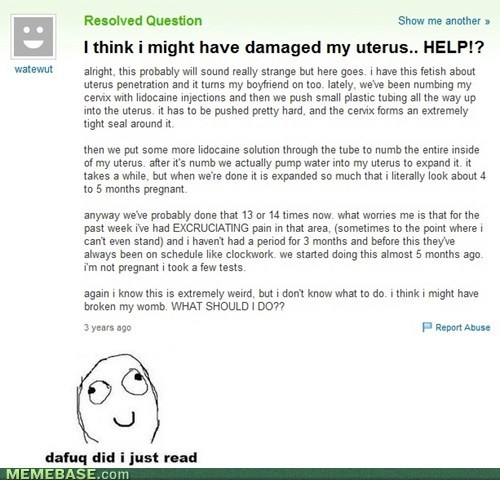 Resolved Question
Show me another »
I think i might have damaged my uterus.. HELP!?
watewut
alright, this probably will sound really strange but here goes. i have this fetish about
uterus penetration and it turns my boyfriend on too. lately, we've been numbing my
cervix with lidocaine injections and then we push small plastic tubing all the way up
into the uterus. it has to be pushed pretty hard, and the cervix forms an extremely
tight seal around it.
then we put some more lidocaine solution through the tube to numb the entire inside
of my uterus. after it's numb we actually pump water into my uterus to expand it. it
takes a while, but when we're done it is expanded so much that i literally look about 4
to 5 months pregnant.
anyway we've probably done that 13 or 14 times now. what worries me is that for the
past week i've had EXCRUCIATING pain in that area, (sometimes to the point where i
can't even stand) and i haven't had a period for 3 months and before this they've
always been on schedule like clockwork. we started doing this almost 5 months ago.
i'm not pregnant i took a few tests.
again i know this is extremely weird, but i don't know what to do. i think i might have
broken my womb. WHAT SHOULD I DO??
3 years ago
Report Abuse
dafuq did i just read
MEMEBASE.com